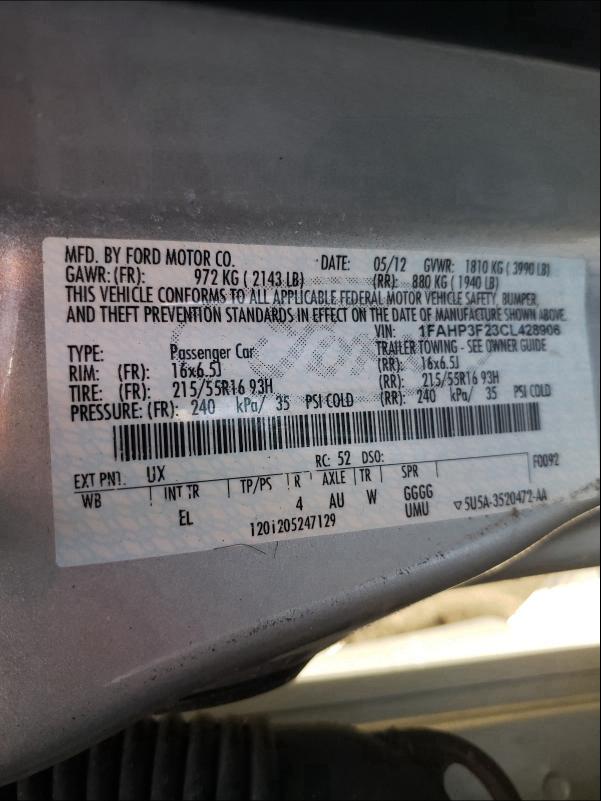 MFD. BY FORD MOTOR CO. DATE: 05/12 GVWR: 1810 KG ( 3990 LB)
GAWR: (FR): 972 KG ( 2143 LB) (RR): 880 KG ( 1940 LB)
THIS VEHICLE CONFORMS TO ALL APPLICABLE FEDERAL MOTOR VEHICLE SAFETY, BUMPER,
AND THEFT PREVENTION STANDARDS IN EFFECT ON THE DATE OF MANUFACTURE SHOWN ABOVE
VIN: 1FAHP3F23CL428906
TYPE: Passenger Car TRAILER TOWING - SEE OWNER GUIDE
RIM: (FR): 16x6.5J (RR): 16x6.5J
TIRE: (FR): 215/55R16 93H (RR): 215/55R16 93H
PRESSURE: (FR): 240 kPa/ 35 PSI COLD (RR): 240 kPa/ 35 PSI COLD
EXT PNT: UX RC: 52 DSO: F0092
WB INT TR TP/PS R AXLE TR SPR
EL 4 AU W GGGG
UMU ▽5U5A-3520472-AA
1201205247129